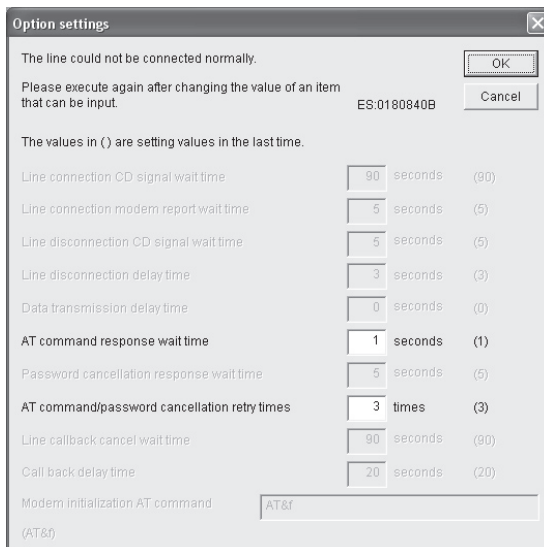 Option settings
The line could not be connected normally.
OK
Please execute again after changing the value of an item
that can be input.
ES:0180840B
Cancel
The values in ( ) are setting values in the last time.
Line connection CD signal wait time 90 seconds (90)
Line connection modem report wait time 5 seconds (5)
Line disconnection CD signal wait time 5 seconds (5)
Line disconnection delay time 3 seconds (3)
Data transmission delay time 0 seconds (0)
AT command response wait time 1 seconds (1)
Password cancellation response wait time 5 seconds (5)
AT command/password cancellation retry times 3 times (3)
Line callback cancel wait time 90 seconds (90)
Call back delay time 20 seconds (20)
Modem initialization AT command AT&f
(AT&f)